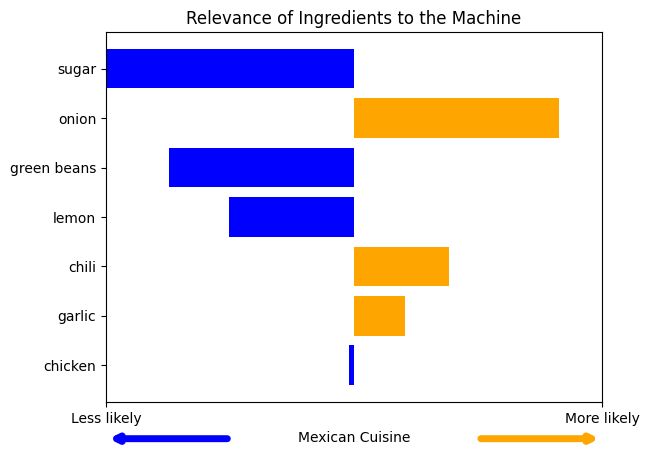 Relevance of Ingredients to the Machine
sugar
onion
green beans
lemon
chili
garlic
chicken
Less likely
More likely
Mexican Cuisine